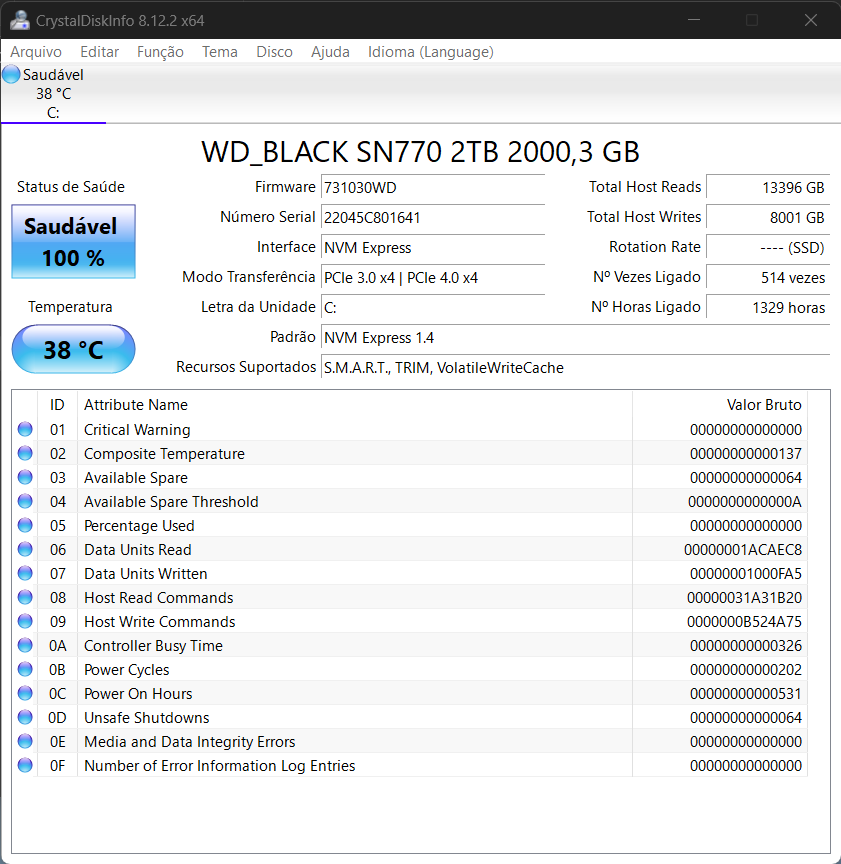 CrystalDiskInfo 8.12.2 x64
Arquivo Editar Função Tema Disco Ajuda Idioma (Language)
Saudável
38 °C
C:
WD_BLACK SN770 2TB 2000,3 GB
Status de Saúde
Saudável
100 %
Temperatura
38 °C
Firmware 731030WD
Número Serial 22045C801641
Interface NVM Express
Modo Transferência PCIe 3.0 x4 | PCIe 4.0 x4
Letra da Unidade C:
Padrão NVM Express 1.4
Recursos Suportados S.M.A.R.T., TRIM, VolatileWriteCache
Total Host Reads 13396 GB
Total Host Writes 8001 GB
Rotation Rate ---- (SSD)
Nº Vezes Ligado 514 vezes
Nº Horas Ligado 1329 horas
ID Attribute Name Valor Bruto
01 Critical Warning 00000000000000
02 Composite Temperature 00000000000137
03 Available Spare 00000000000064
04 Available Spare Threshold 0000000000000A
05 Percentage Used 00000000000000
06 Data Units Read 00000001ACAEC8
07 Data Units Written 00000001000FA5
08 Host Read Commands 00000031A31B20
09 Host Write Commands 0000000B524A75
0A Controller Busy Time 00000000000326
0B Power Cycles 00000000000202
0C Power On Hours 00000000000531
0D Unsafe Shutdowns 00000000000064
0E Media and Data Integrity Errors 00000000000000
0F Number of Error Information Log Entries 00000000000000